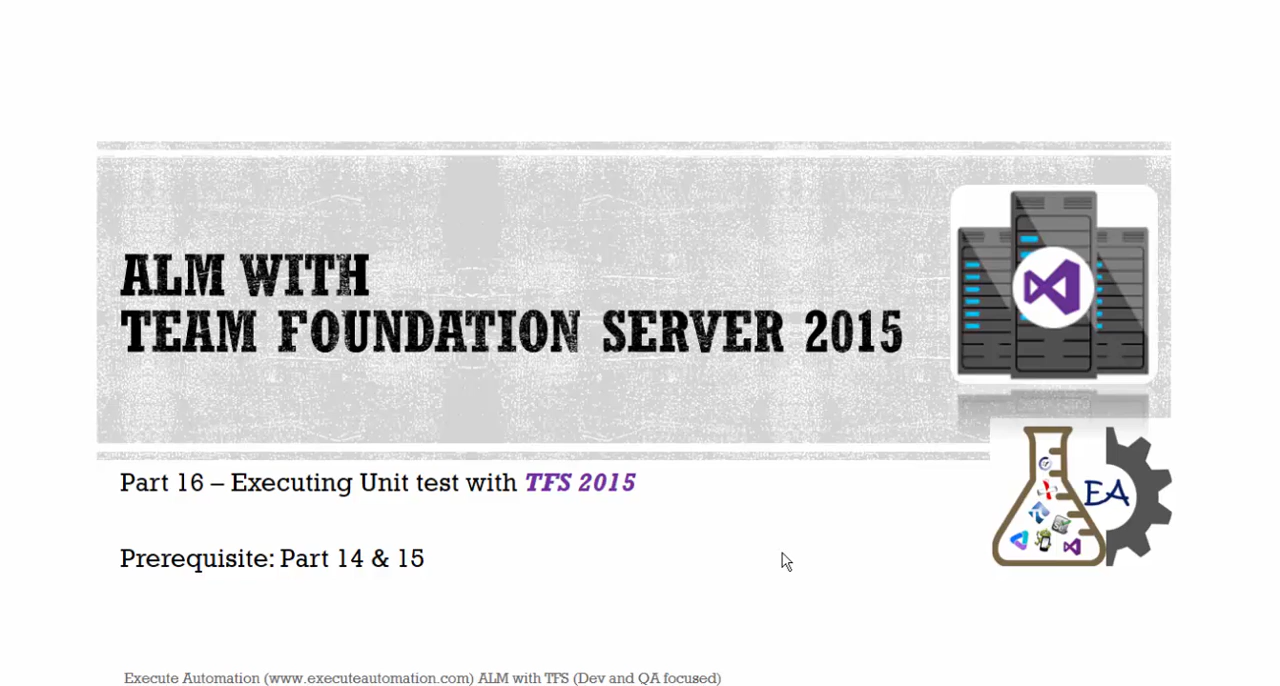 ALM WITH
TEAM FOUNDATION SERVER 2015
EA
Part 16 – Executing Unit test with TFS 2015
Prerequisite: Part 14 & 15
Execute Automation (www.executeautomation.com) ALM with TFS (Dev and QA focused)